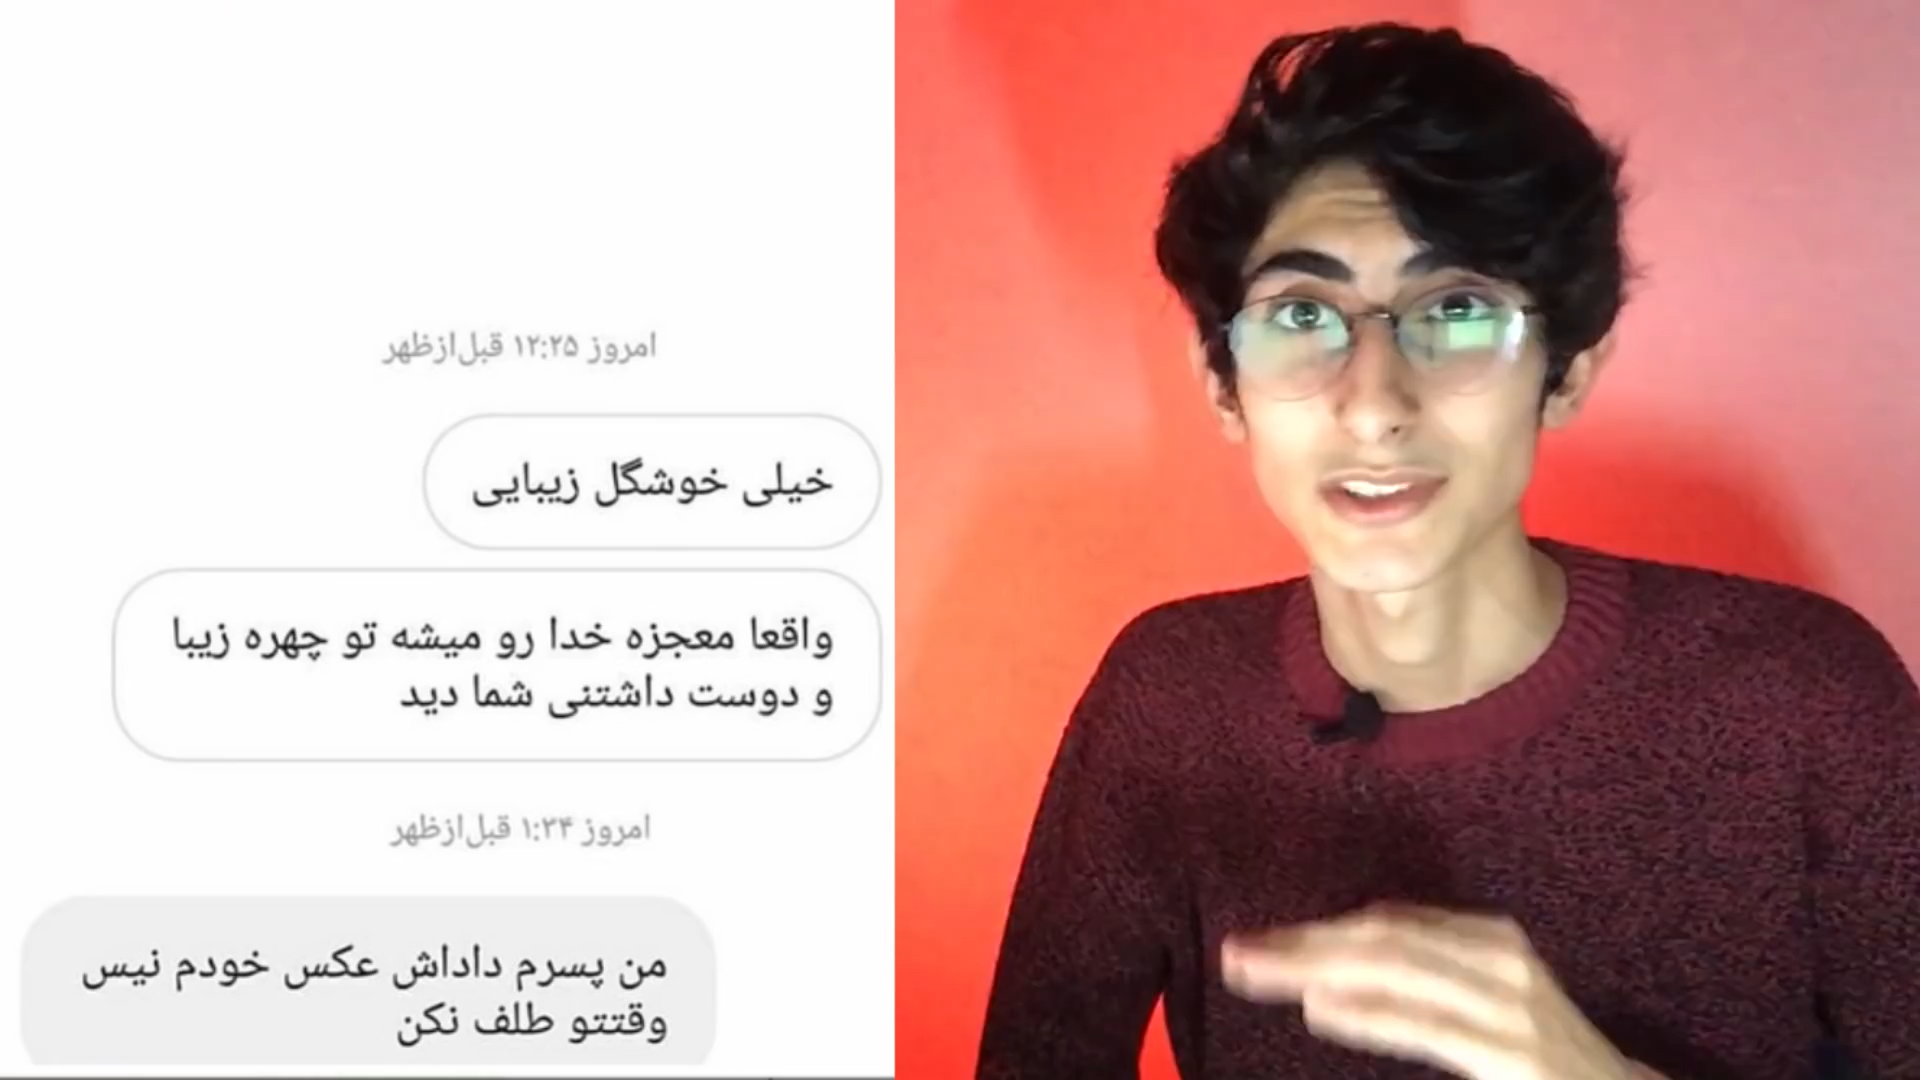 امروز ۱۲:۲۵ قبل‌ازظهر
خیلی خوشگل زیبایی
واقعا معجزه خدا رو میشه تو چهره زیبا
و دوست داشتنی شما دید
امروز ۱:۳۴ قبل‌ازظهر
من پسرم داداش عکس خودم نیس
وقتتو طلف نکن